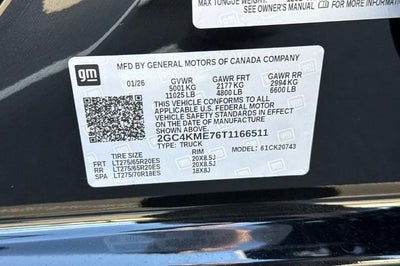 MAX TONGUE WEIGHT:
SEE OWNER'S MANUAL FOR MORE INFORMATION
gm
MFD BY GENERAL MOTORS OF CANADA COMPANY
01/26 GVWR GAWR FRT GAWR RR
5001 KG 2177 KG 2994 KG
11025 LB 4800 LB 6600 LB
THIS VEHICLE CONFORMS TO ALL
APPLICABLE U.S. FEDERAL MOTOR
VEHICLE SAFETY STANDARDS IN
EFFECT ON THE DATE OF
MANUFACTURE SHOWN ABOVE.
2GC4KME76T1166511
TYPE: TRUCK MODEL: 61CK20743
TIRE SIZE RIM
FRT LT275/65R20ES 20X8.5J
RR LT275/65R20ES 20X8.5J
SPA LT275/70R18ES 18X8J